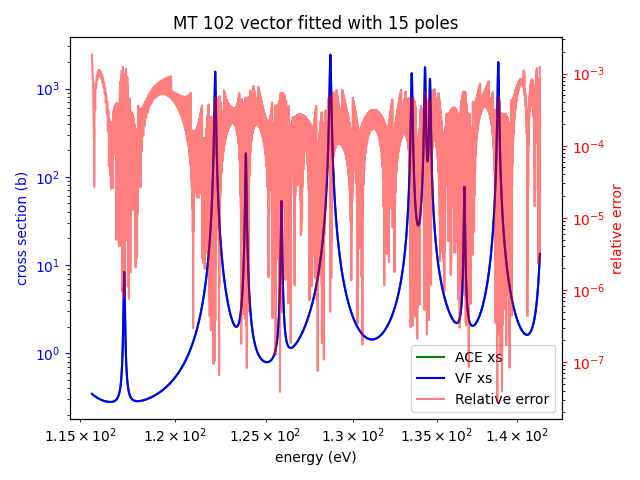 MT 102 vector fitted with 15 poles
10³
10²
10¹
10⁰
cross section (b)
10⁻³
10⁻⁴
10⁻⁵
10⁻⁶
10⁻⁷
relative error
ACE xs
VF xs
Relative error
1.15 × 10² 1.2 × 10² 1.25 × 10² 1.3 × 10² 1.35 × 10² 1.4 × 10²
energy (eV)